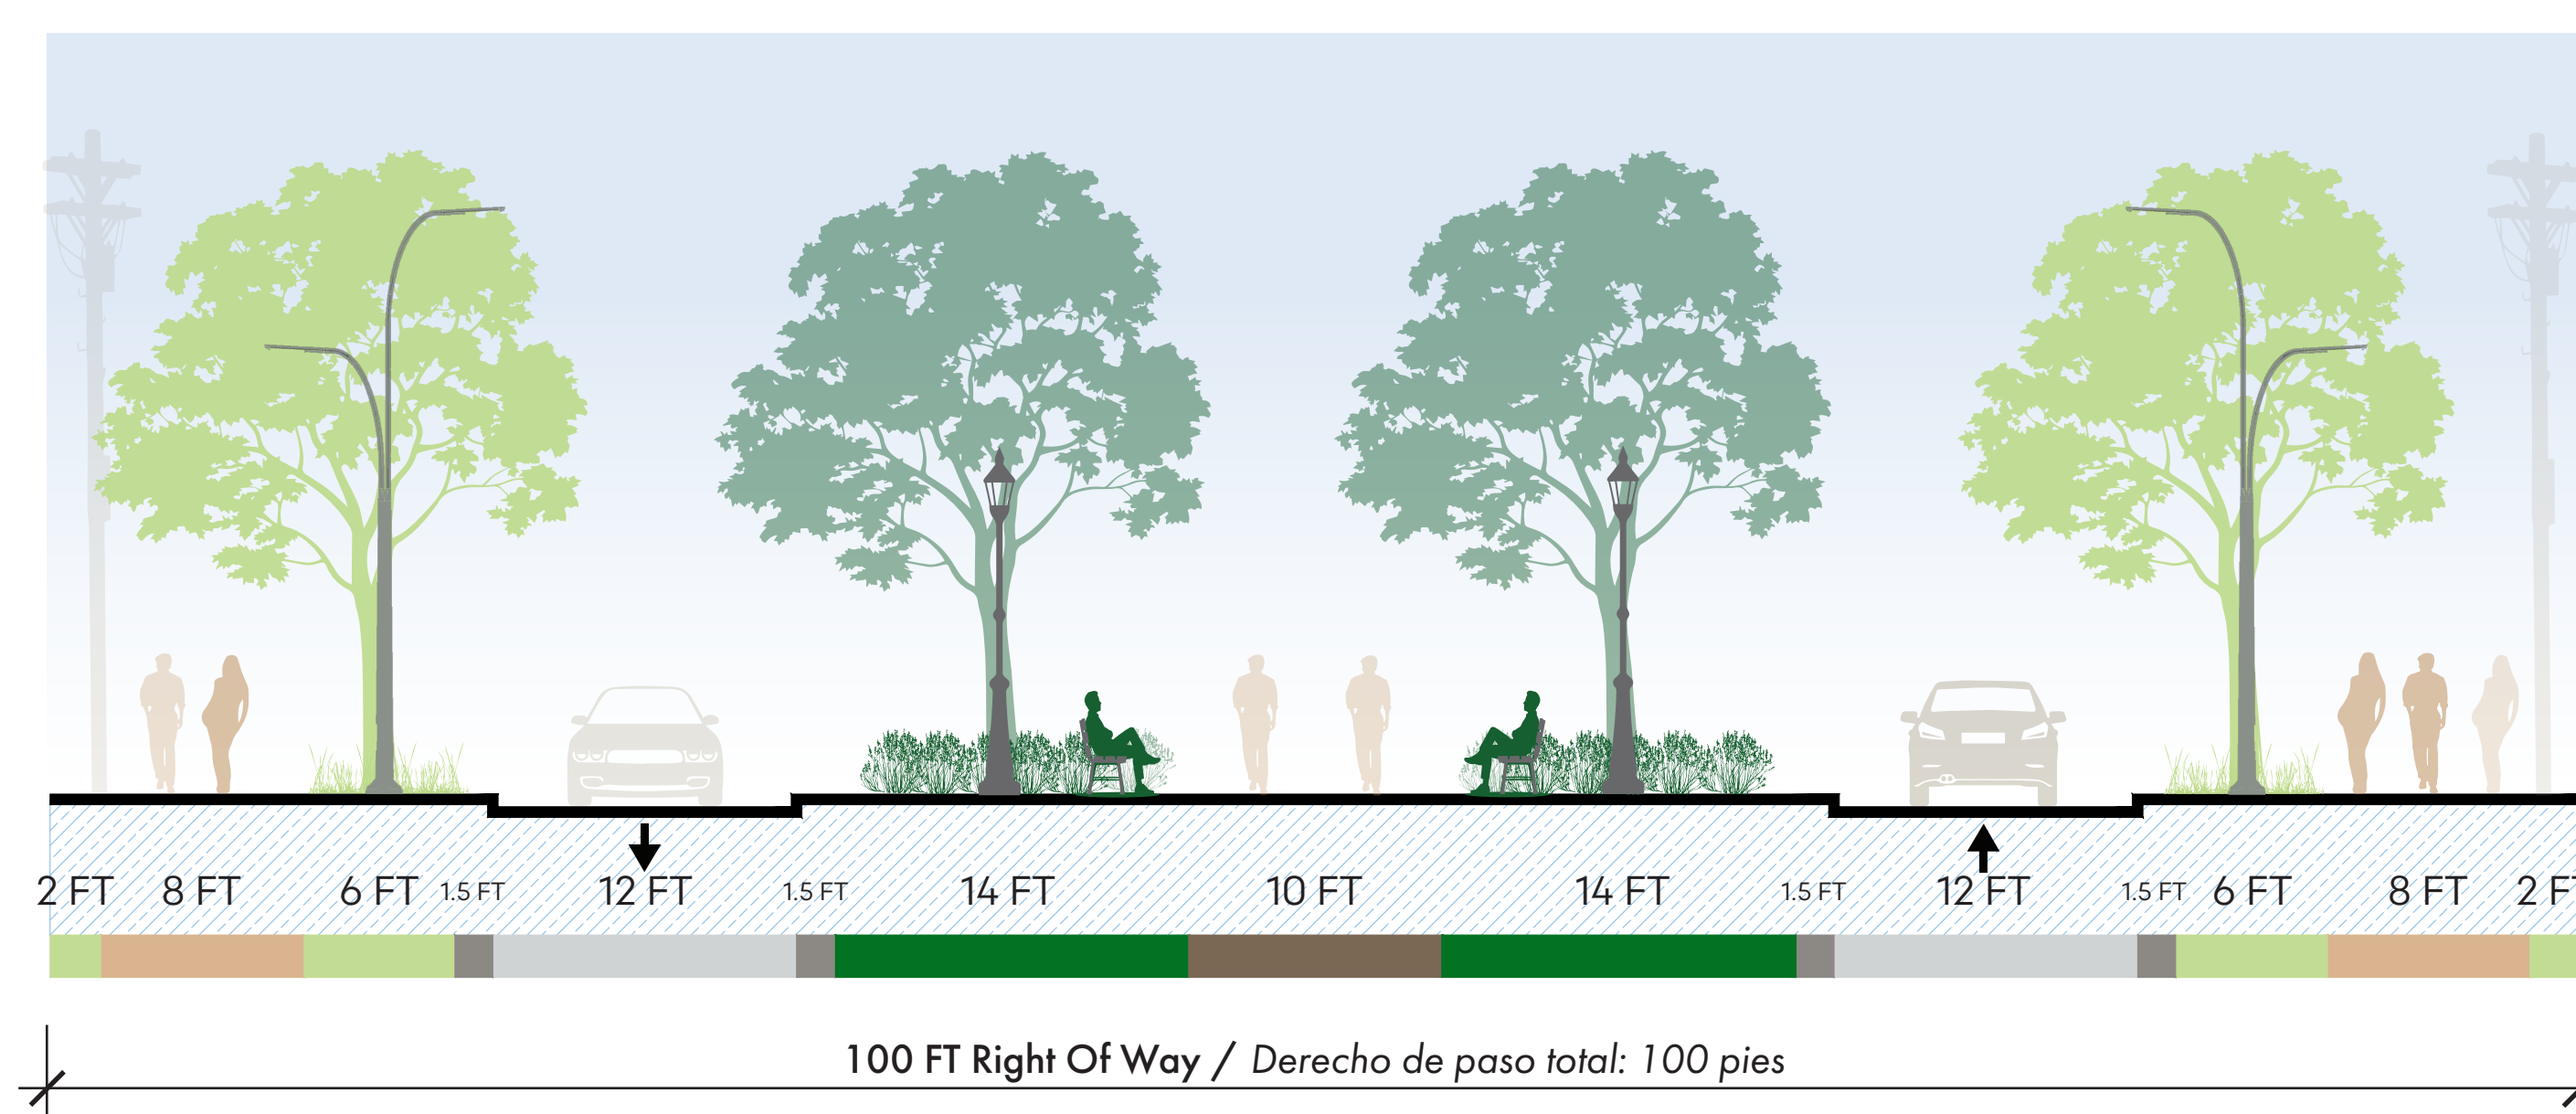 2 FT 8 FT 6 FT 1.5 FT 12 FT 1.5 FT 14 FT 10 FT 14 FT 1.5 FT 12 FT 1.5 FT 6 FT 8 FT 2 F
100 FT Right Of Way / Derecho de paso total: 100 pies